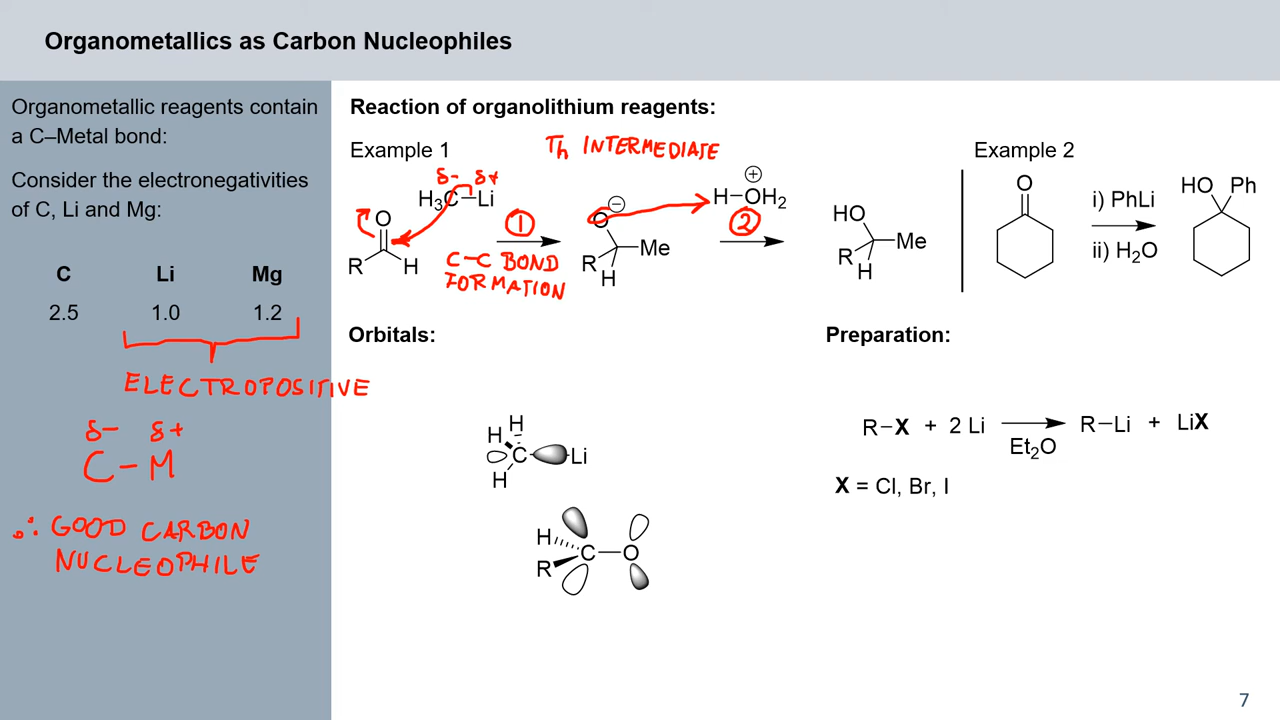 Organometallics as Carbon Nucleophiles
Organometallic reagents contain
a C–Metal bond:
Consider the electronegativities
of C, Li and Mg:
C Li Mg
2.5 1.0 1.2
ELECTROPOSITIVE
δ− δ+
C–M
∴ GOOD CARBON
NUCLEOPHILE
Reaction of organolithium reagents:
Example 1
Th INTERMEDIATE
δ− δ+
H₃C–Li
O
R H
1
C–C BOND
FORMATION
O⊖
R Me
H
⊕
H–OH₂
2
HO
R Me
H
Example 2
O
i) PhLi
ii) H₂O
HO Ph
Orbitals:
H
H C Li
H
H C–O
R
Preparation:
R–X + 2 Li → R–Li + LiX
Et₂O
X = Cl, Br, I
7